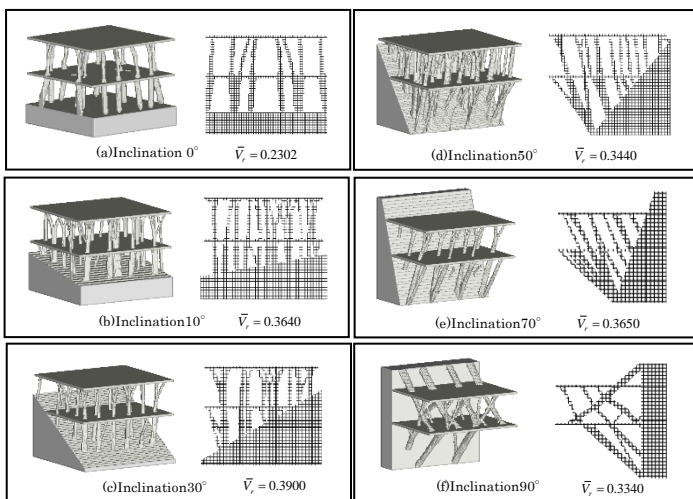 (a)Inclination 0° V̄r=0.2302
(b)Inclination10° V̄r=0.3640
(c)Inclination30° V̄r=0.3900
(d)Inclination50° V̄r=0.3440
(e)Inclination70° V̄r=0.3650
(f)Inclination90° V̄r=0.3340